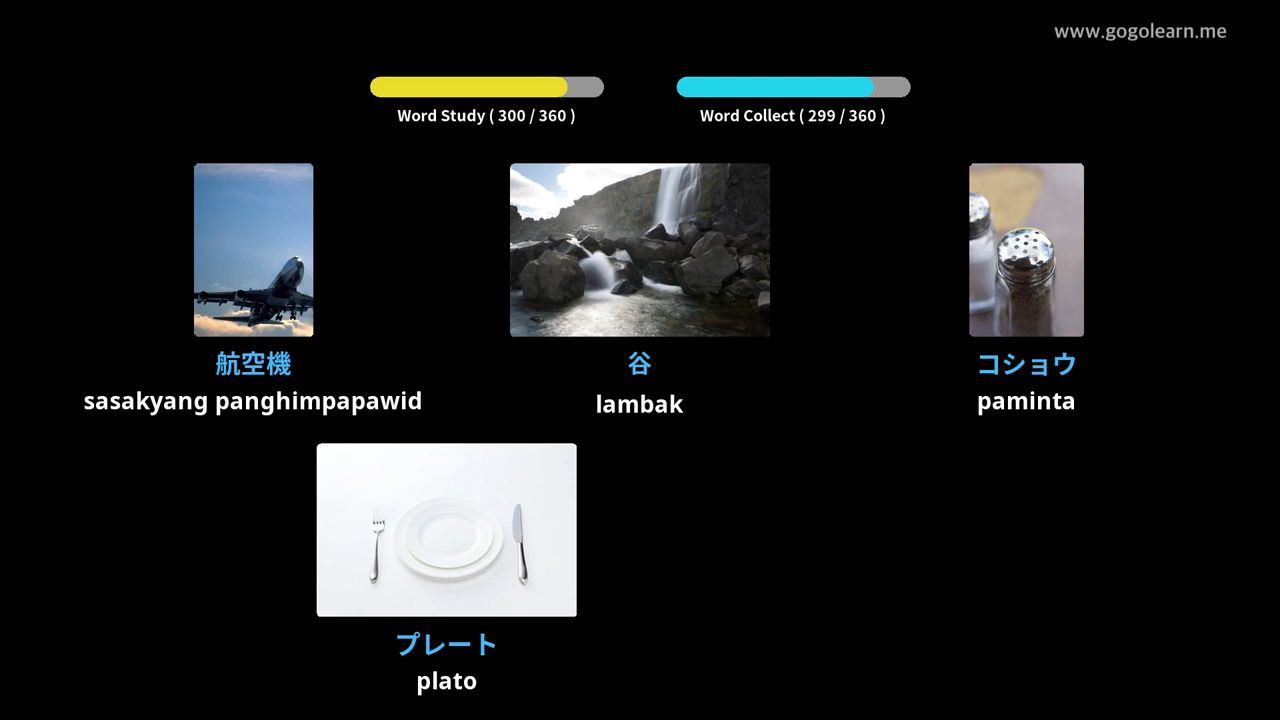 www.gogolearn.me
Word Study ( 300 / 360 )
Word Collect ( 299 / 360 )
航空機
sasakyang panghimpapawid
谷
lambak
コショウ
paminta
プレート
plato